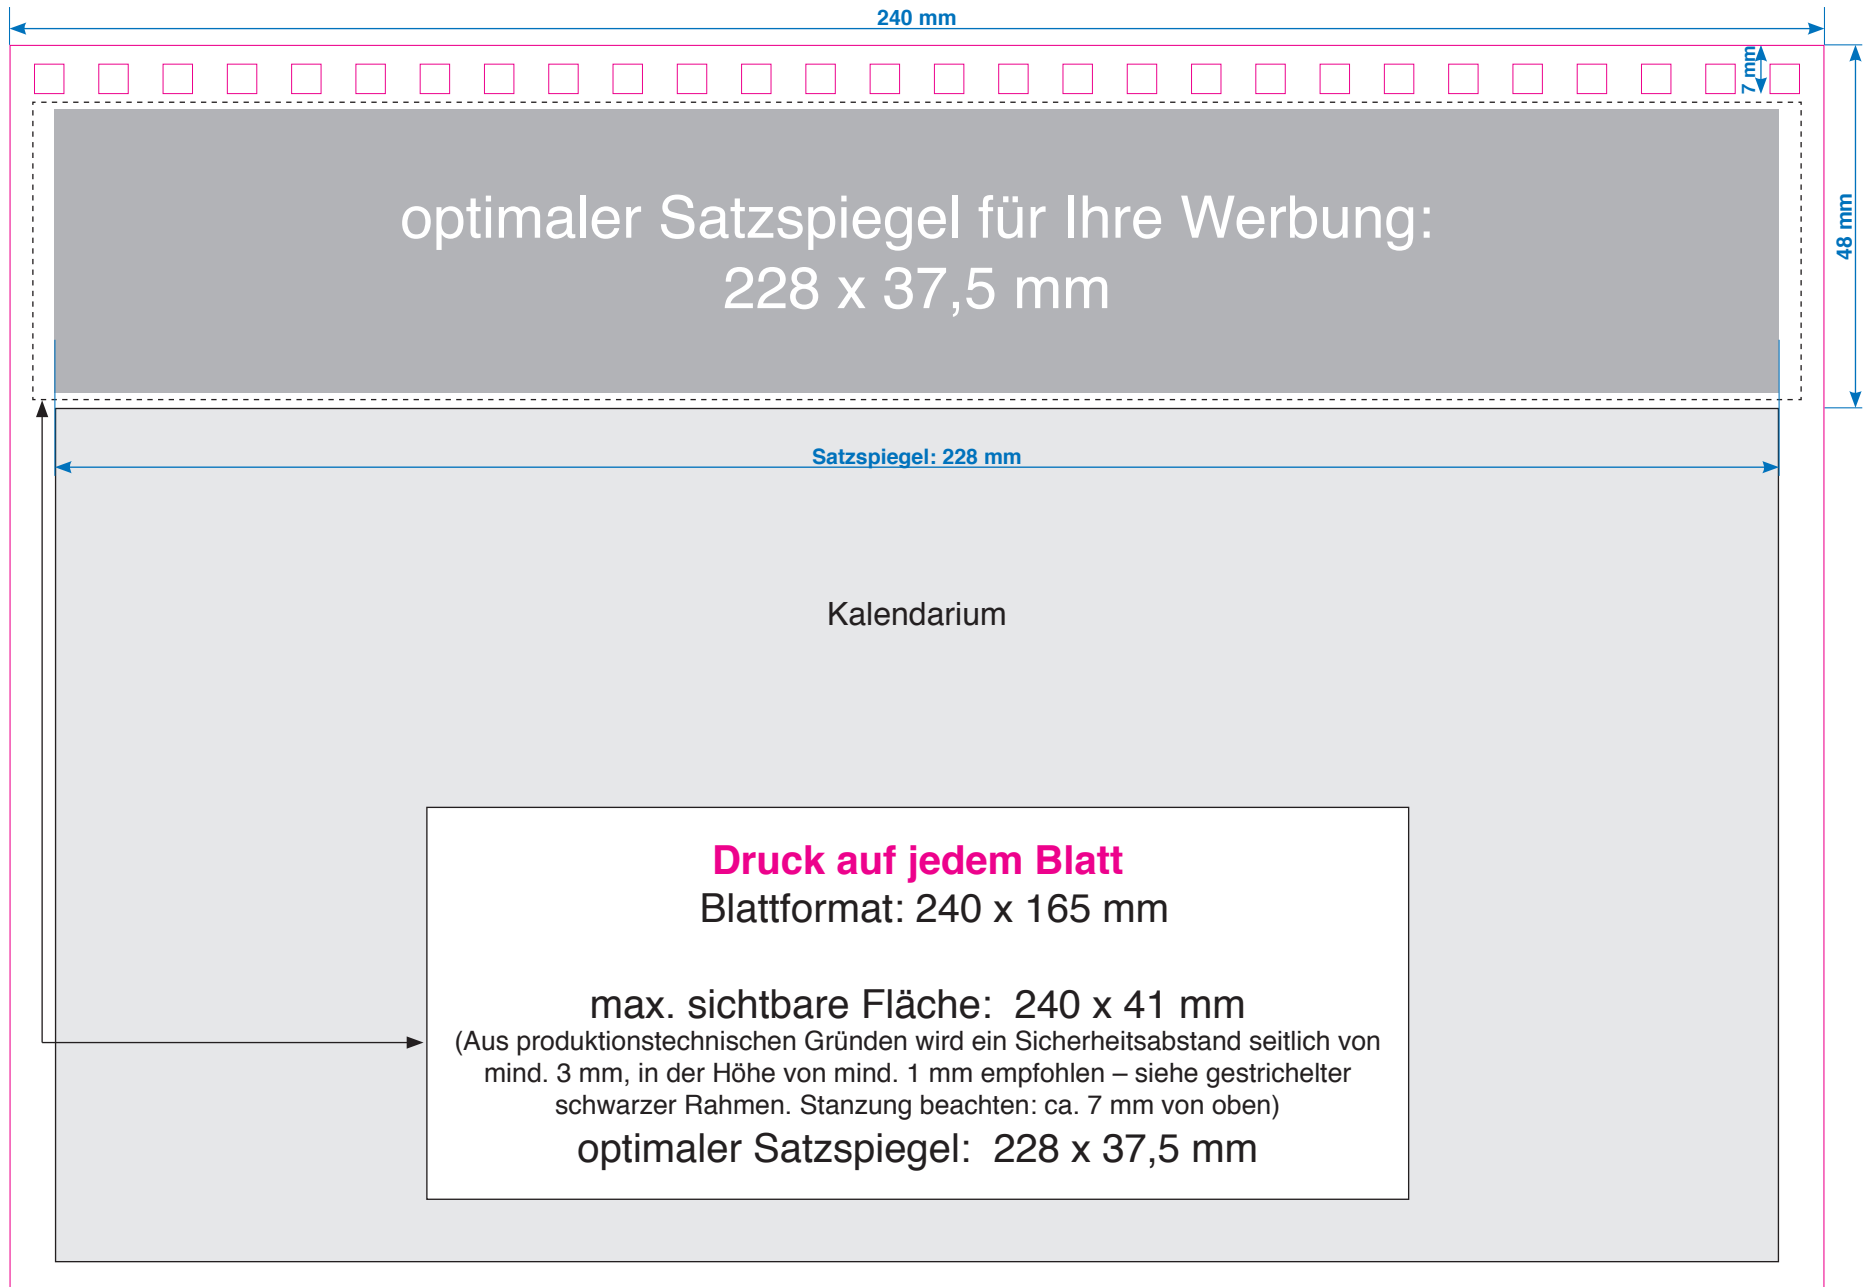 240 mm
7 mm
48 mm
optimaler Satzspiegel für Ihre Werbung:
228 x 37,5 mm
Satzspiegel: 228 mm
Kalendarium
Druck auf jedem Blatt
Blattformat: 240 x 165 mm
max. sichtbare Fläche:  240 x 41 mm
(Aus produktionstechnischen Gründen wird ein Sicherheitsabstand seitlich von
mind. 3 mm, in der Höhe von mind. 1 mm empfohlen – siehe gestrichelter
schwarzer Rahmen. Stanzung beachten: ca. 7 mm von oben)
optimaler Satzspiegel:  228 x 37,5 mm